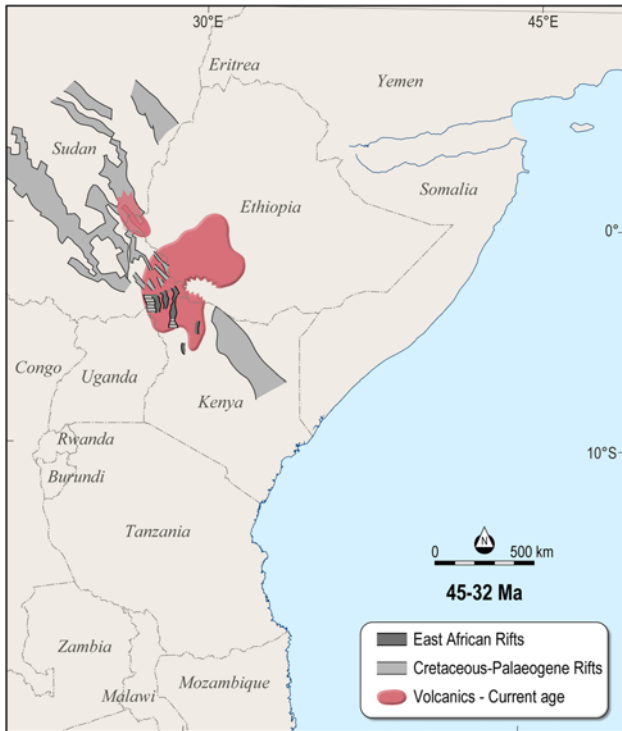 30°E
45°E
Eritrea
Yemen
Sudan
Ethiopia
Somalia
0°
Congo
Uganda
Kenya
Rwanda
10°S
Burundi
Tanzania
N
0 500 km
45-32 Ma
Zambia
Malawi
Mozambique
East African Rifts
Cretaceous-Palaeogene Rifts
Volcanics - Current age